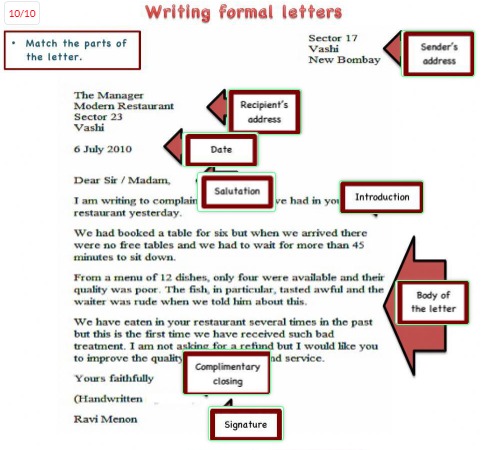 10/10
Writing formal letters
• Match the parts of
the letter.
Sector 17
Vashi
New Bombay
Sender's
address
The Manager
Modern Restaurant
Sector 23
Vashi
Recipient's
address
6 July 2010
Date
Dear Sir / Madam,
Salutation
I am writing to complain ve had in
Introduction
restaurant yesterday.
We had booked a table for six but when we arrived there
were no free tables and we had to wait for more than 45
minutes to sit down.
From a menu of 12 dishes, only four were available and their
quality was poor. The fish, in particular, tasted awful and the
waiter was rude when we told him about this.
Body of
the letter
We have eaten in your restaurant several times in the past
but this is the first time we have received such bad
treatment. I am not asking for a refund but I would like you
to improve the quality nd service.
Complimentary
closing
Yours faithfully
(Handwritten
Ravi Menon
Signature